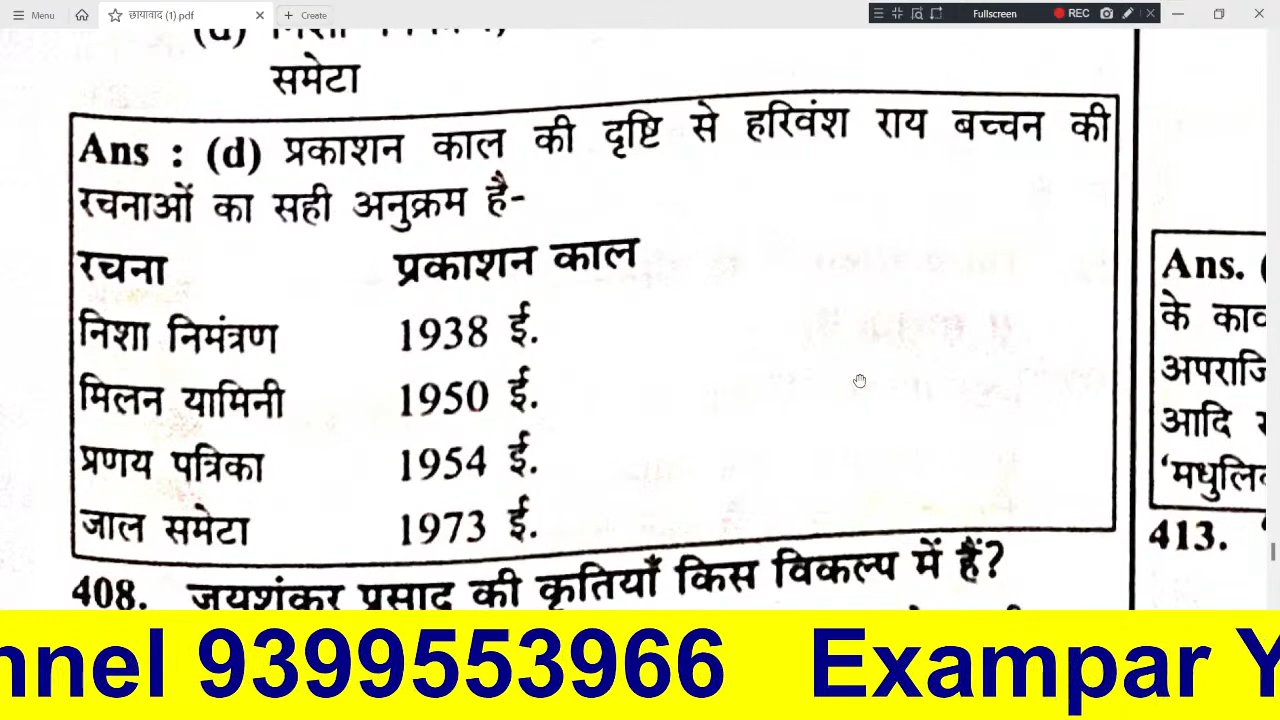 Menu
छायावाद (1).pdf
Create
Fullscreen
REC
समेटा
Ans : (d) प्रकाशन काल की दृष्टि से हरिवंश राय बच्चन की
रचनाओं का सही अनुक्रम है-
रचना प्रकाशन काल
निशा निमंत्रण 1938 ई.
मिलन यामिनी 1950 ई.
प्रणय पत्रिका 1954 ई.
जाल समेटा 1973 ई.
408. जयशंकर प्रसाद की कृतियाँ किस विकल्प में हैं?
Ans. (
के
आदि
413.
nnel 9399553966 Exampar Y